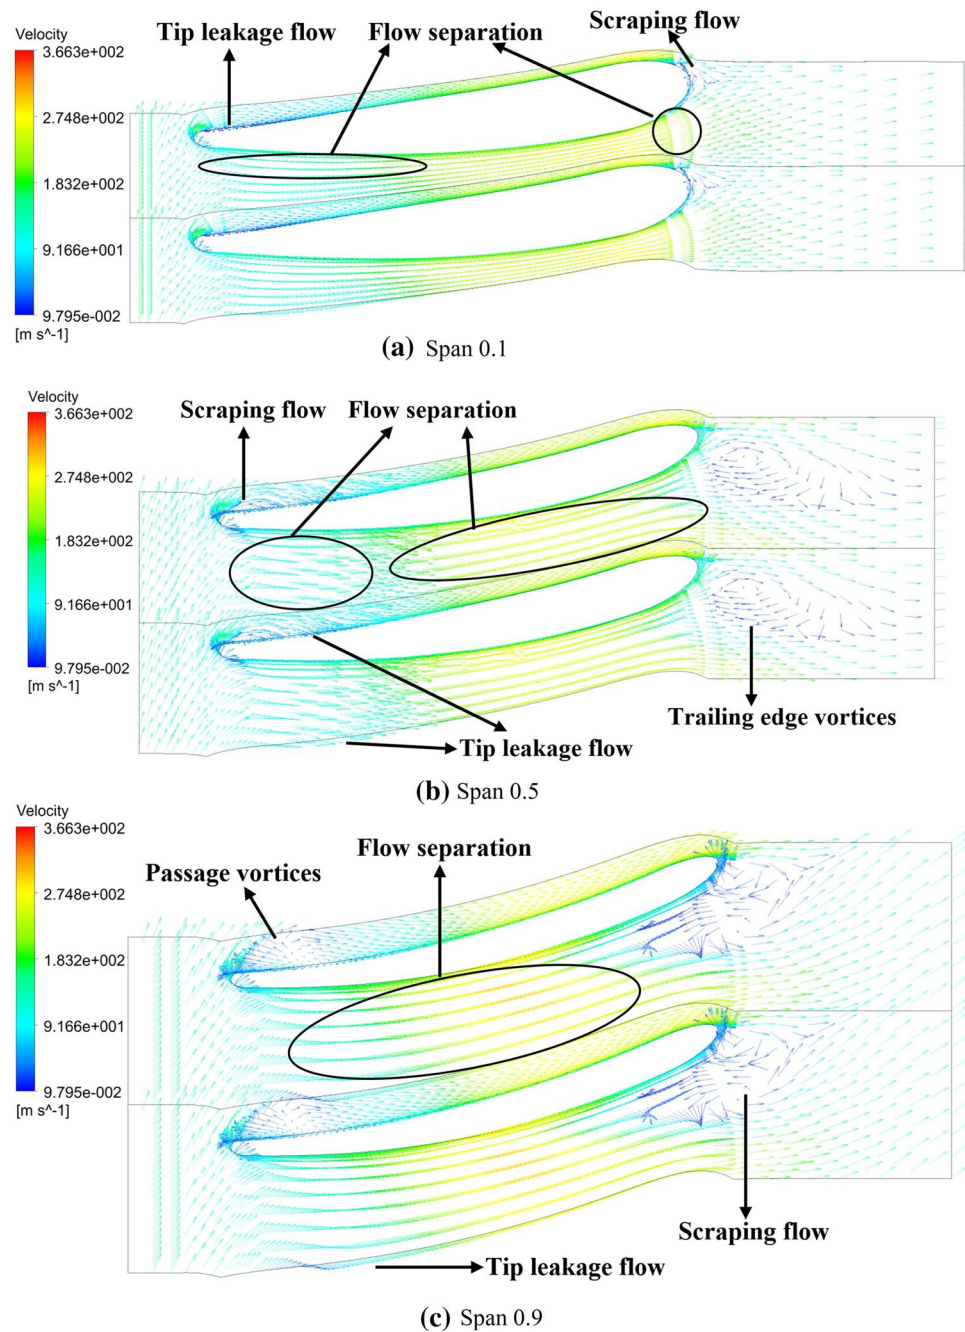 Scraping flow
Tip leakage flow
Flow separation
Velocity
3.663e+002
2.748e+002
1.832e+002
9.166e+001
9.795e-002
[m s^-1]
(a) Span 0.1
Velocity
3.663e+002
2.748e+002
1.832e+002
9.166e+001
9.795e-002
[m s^-1]
Scraping flow
Flow separation
Trailing edge vortices
Tip leakage flow
(b) Span 0.5
Velocity
3.663e+002
2.748e+002
1.832e+002
9.166e+001
9.795e-002
[m s^-1]
Flow separation
Passage vortices
Scraping flow
Tip leakage flow
(c) Span 0.9